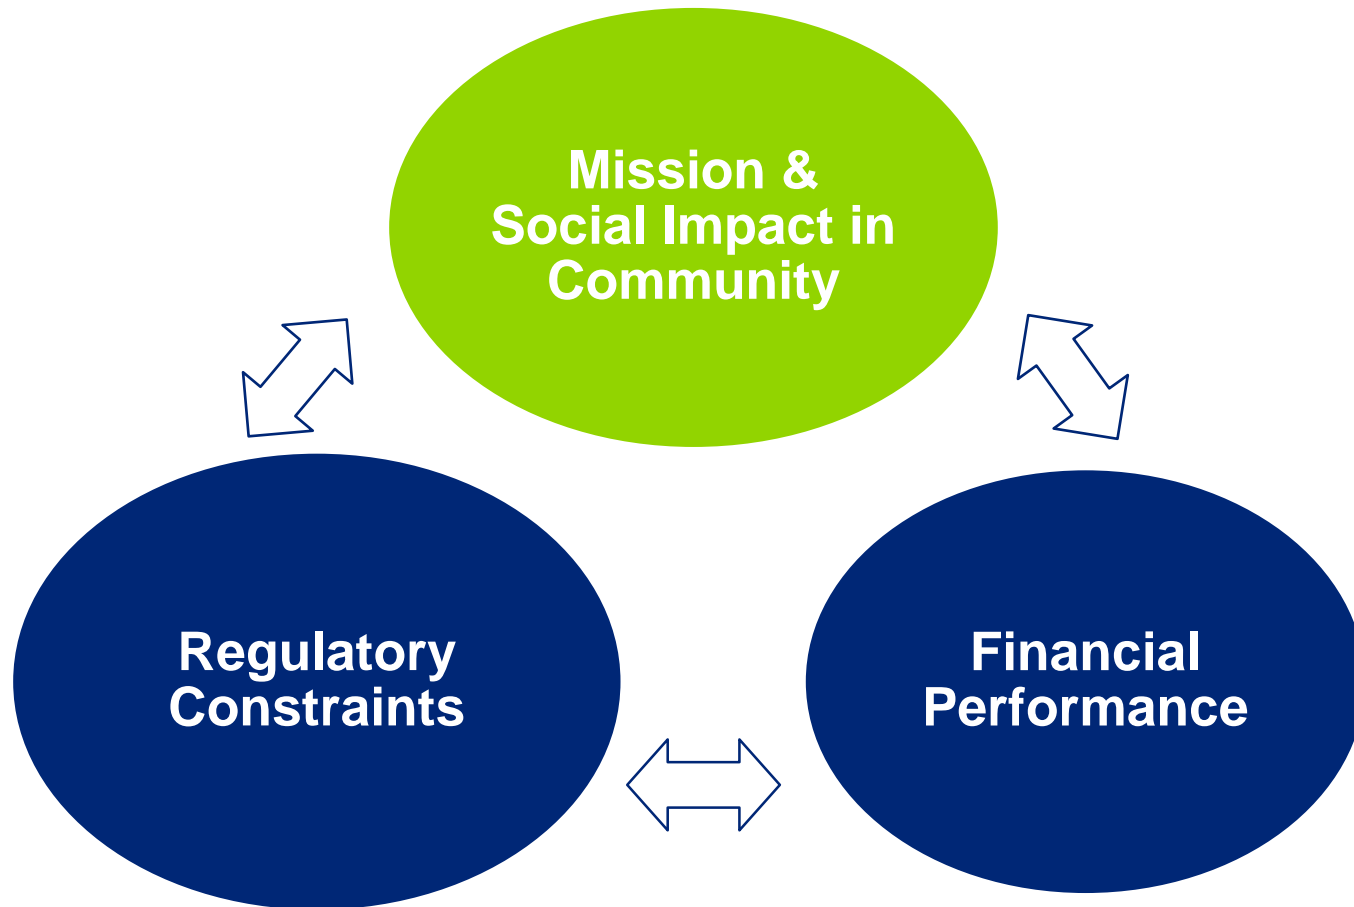 Mission &
Social Impact in
Community
Regulatory
Constraints
Financial
Performance